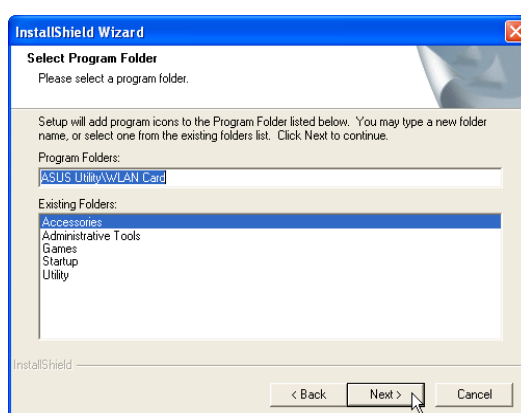 InstallShield Wizard
Select Program Folder
Please select a program folder.
Setup will add program icons to the Program Folder listed below. You may type a new folder
name, or select one from the existing folders list. Click Next to continue.
Program Folders:
ASUS Utility\WLAN Card
Existing Folders:
Accessories
Administrative Tools
Games
Startup
Utility
InstallShield
< Back Next > Cancel